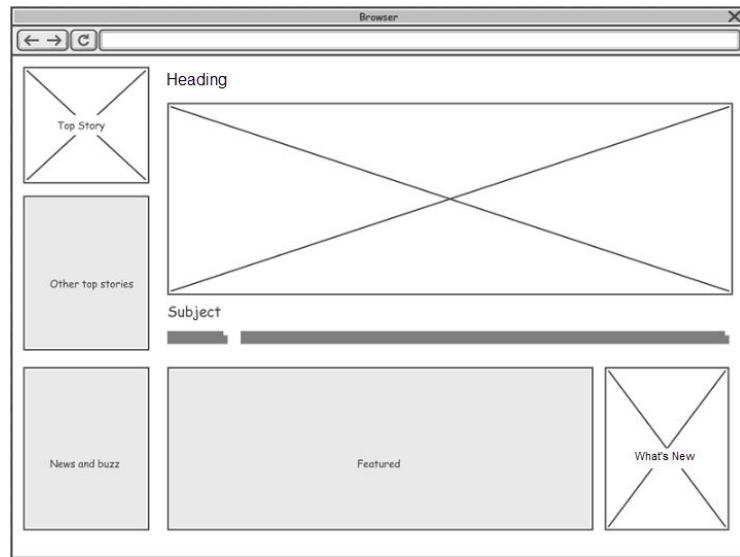 Browser
Top Story
Heading
Other top stories
Subject
News and buzz
Featured
What's New